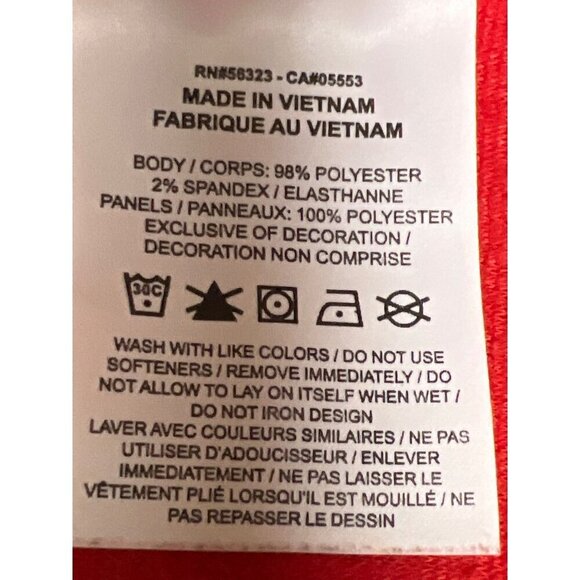 RN#56323 - CA#05553
MADE IN VIETNAM
FABRIQUE AU VIETNAM
BODY / CORPS: 98% POLYESTER
2% SPANDEX / ELASTHANNE
PANELS / PANNEAUX: 100% POLYESTER
EXCLUSIVE OF DECORATION /
DECORATION NON COMPRISE
30C
WASH WITH LIKE COLORS / DO NOT USE
SOFTENERS / REMOVE IMMEDIATELY / DO
NOT ALLOW TO LAY ON ITSELF WHEN WET /
DO NOT IRON DESIGN
LAVER AVEC COULEURS SIMILAIRES / NE PAS
UTILISER D'ADOUCISSEUR / ENLEVER
IMMEDIATEMENT / NE PAS LAISSER LE
VÊTEMENT PLIÉ LORSQU'IL EST MOUILLÉ / NE
PAS REPASSER LE DESSIN